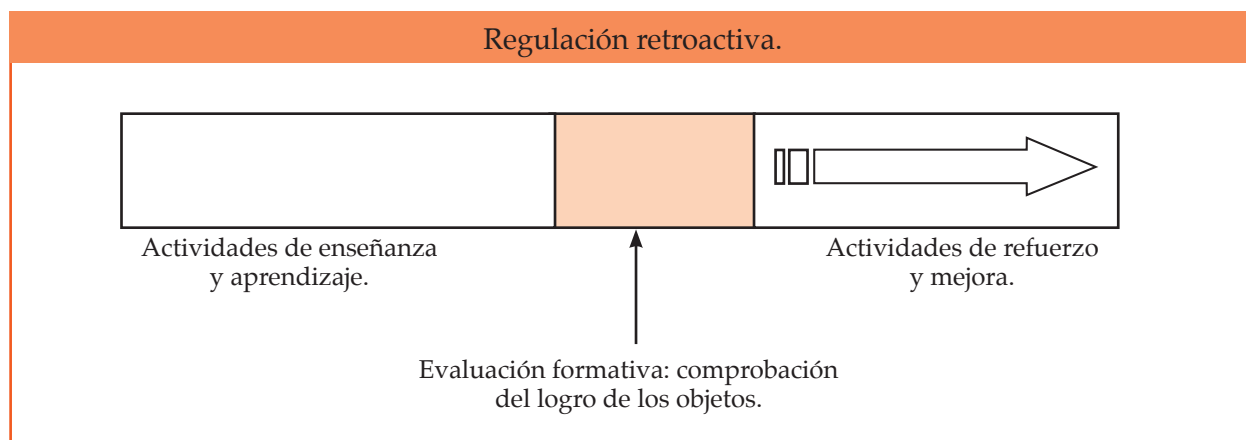 Regulación retroactiva.
Actividades de enseñanza
y aprendizaje.
Actividades de refuerzo
y mejora.
Evaluación formativa: comprobación
del logro de los objetos.